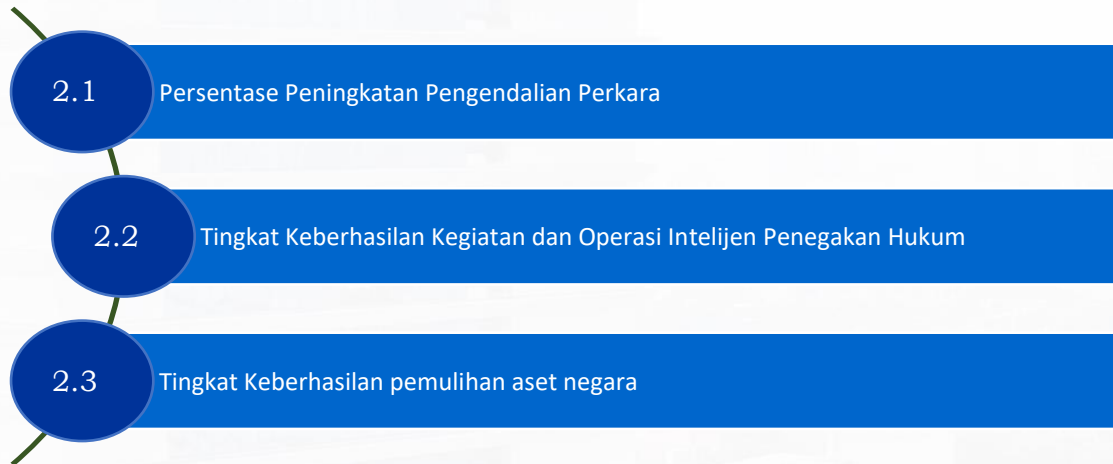 2.1 Persentase Peningkatan Pengendalian Perkara
2.2 Tingkat Keberhasilan Kegiatan dan Operasi Intelijen Penegakan Hukum
2.3 Tingkat Keberhasilan pemulihan aset negara